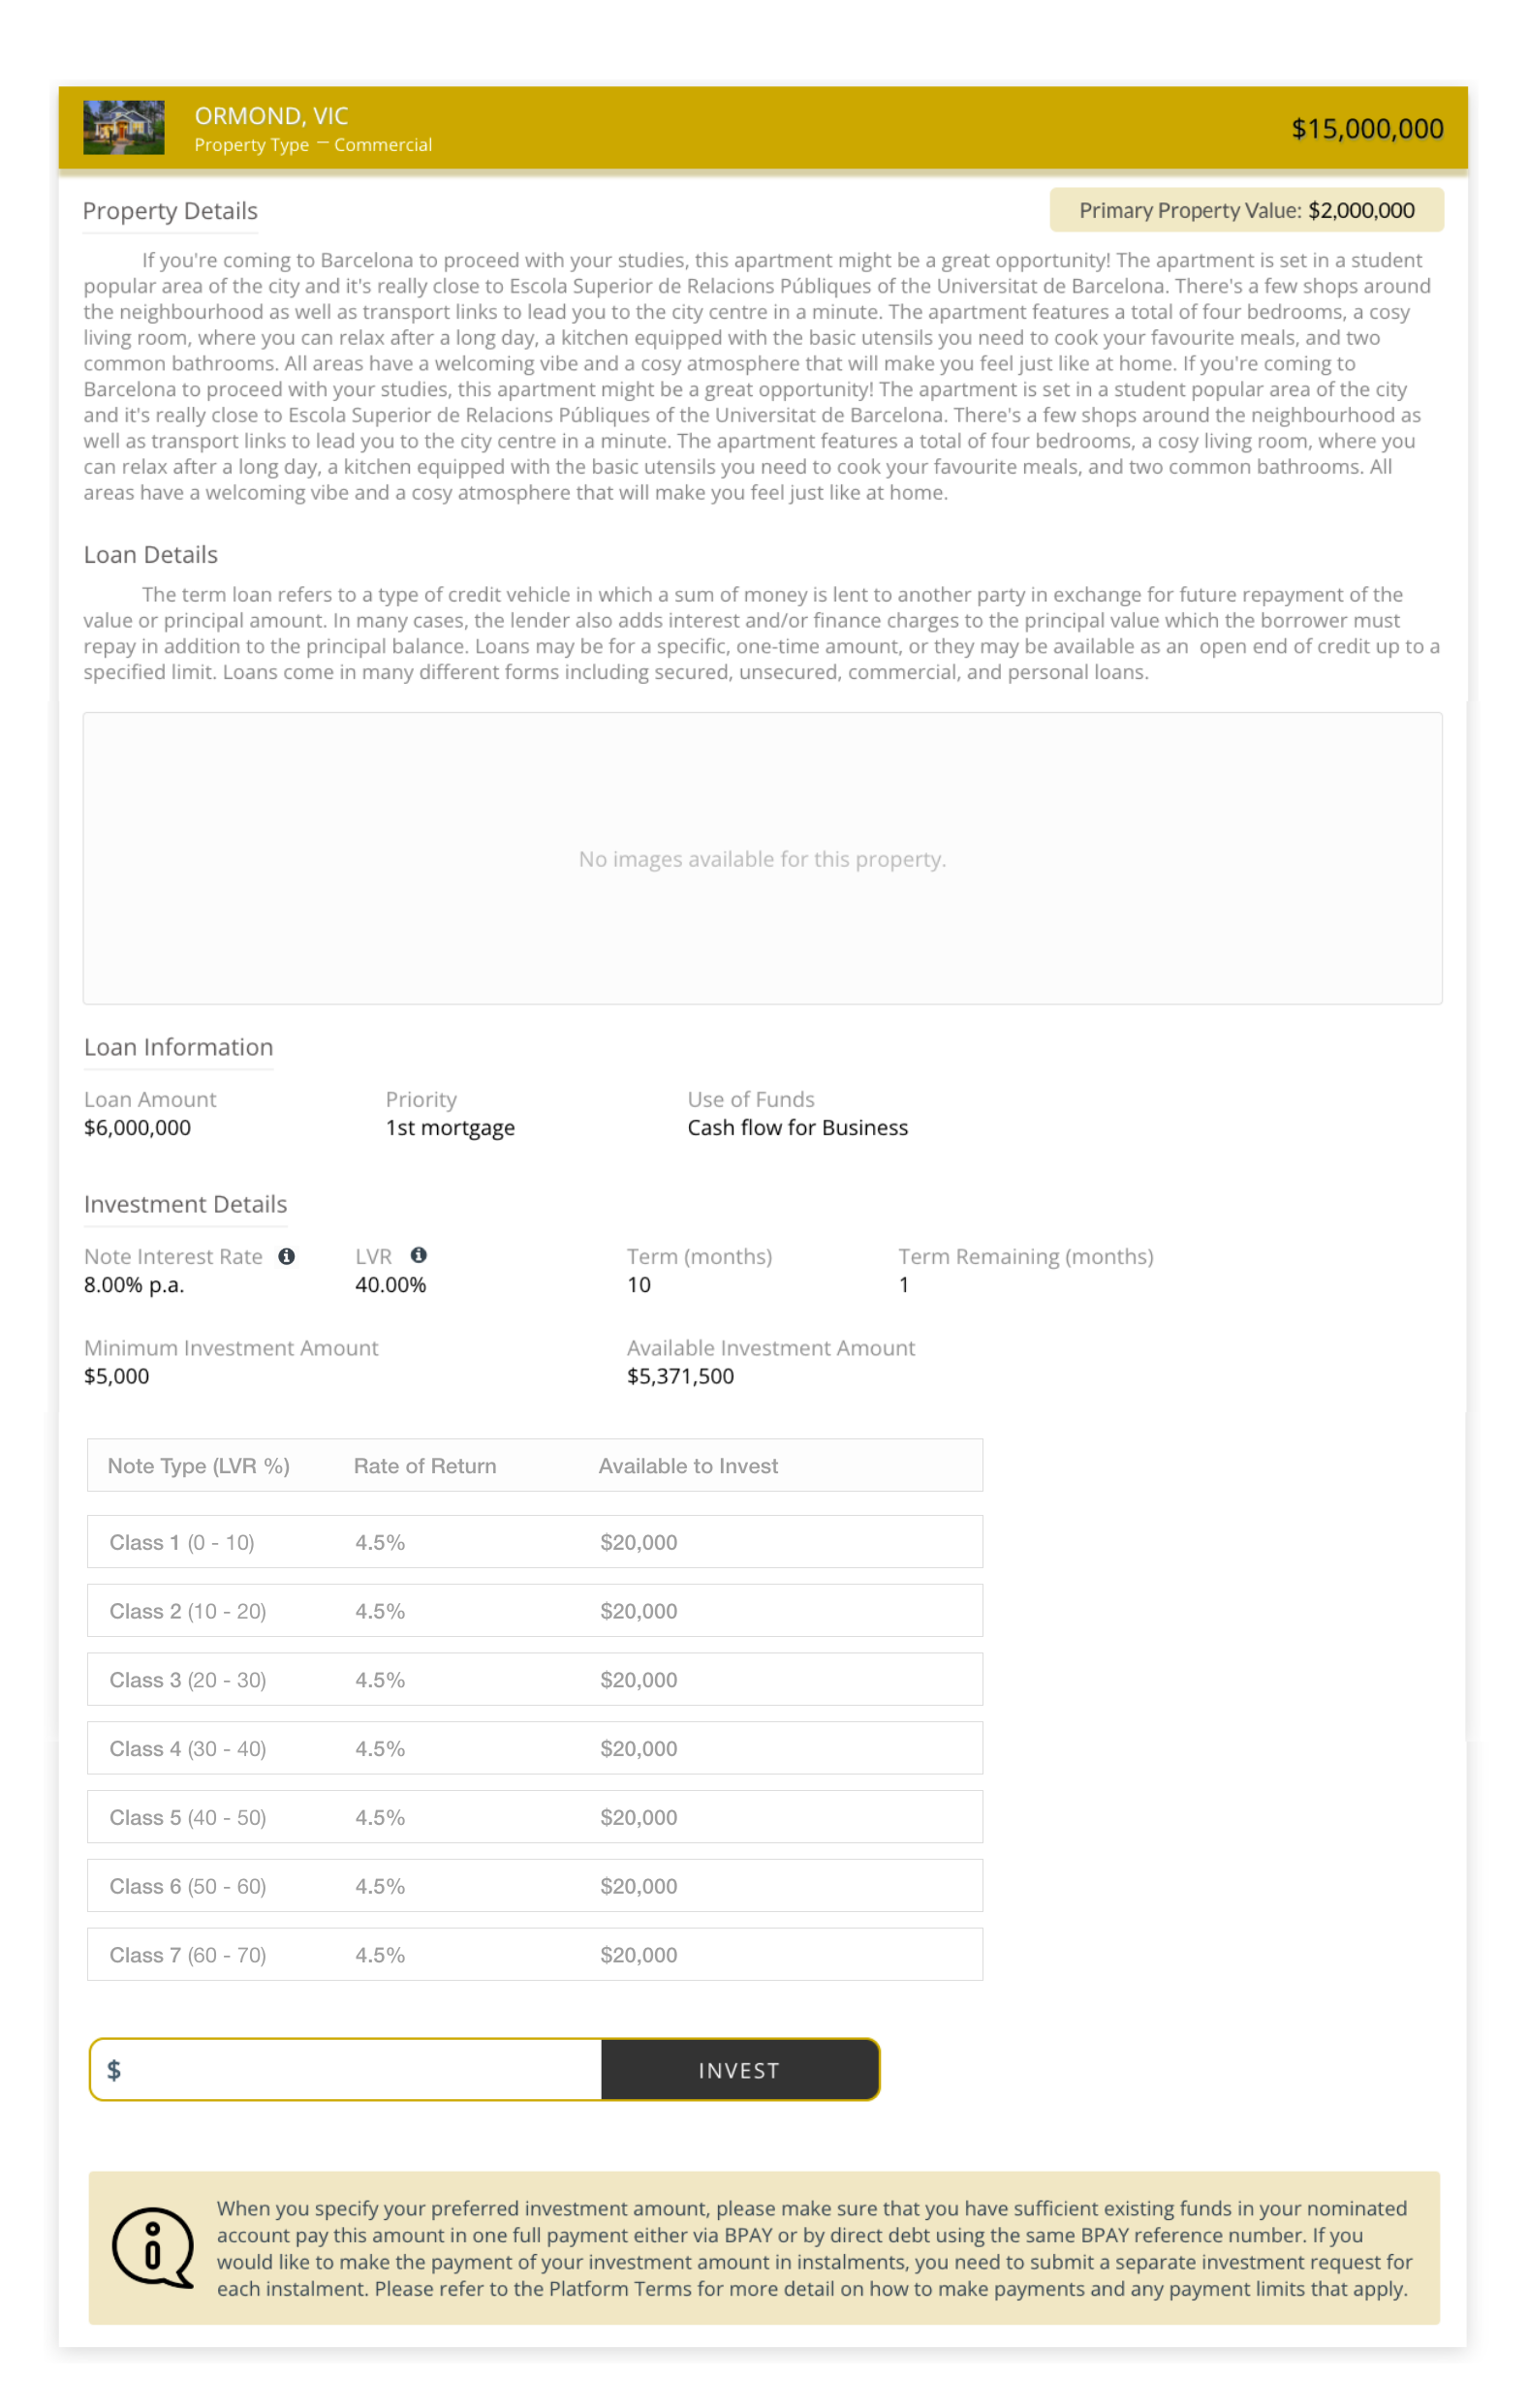 ORMOND, VIC
Property Type — Commercial
$15,000,000
Property Details
Primary Property Value: $2,000,000
If you're coming to Barcelona to proceed with your studies, this apartment might be a great opportunity! The apartment is set in a student
popular area of the city and it's really close to Escola Superior de Relacions Públiques of the Universitat de Barcelona. There's a few shops around
the neighbourhood as well as transport links to lead you to the city centre in a minute. The apartment features a total of four bedrooms, a cosy
living room, where you can relax after a long day, a kitchen equipped with the basic utensils you need to cook your favourite meals, and two
common bathrooms. All areas have a welcoming vibe and a cosy atmosphere that will make you feel just like at home. If you're coming to
Barcelona to proceed with your studies, this apartment might be a great opportunity! The apartment is set in a student popular area of the city
and it's really close to Escola Superior de Relacions Públiques of the Universitat de Barcelona. There's a few shops around the neighbourhood as
well as transport links to lead you to the city centre in a minute. The apartment features a total of four bedrooms, a cosy living room, where you
can relax after a long day, a kitchen equipped with the basic utensils you need to cook your favourite meals, and two common bathrooms. All
areas have a welcoming vibe and a cosy atmosphere that will make you feel just like at home.
Loan Details
The term loan refers to a type of credit vehicle in which a sum of money is lent to another party in exchange for future repayment of the
value or principal amount. In many cases, the lender also adds interest and/or finance charges to the principal value which the borrower must
repay in addition to the principal balance. Loans may be for a specific, one-time amount, or they may be available as an open end of credit up to a
specified limit. Loans come in many different forms including secured, unsecured, commercial, and personal loans.
No images available for this property.
Loan Information
Loan Amount Priority Use of Funds
$6,000,000 1st mortgage Cash flow for Business
Investment Details
Note Interest Rate LVR Term (months) Term Remaining (months)
8.00% p.a. 40.00% 10 1
Minimum Investment Amount Available Investment Amount
$5,000 $5,371,500
Note Type (LVR %) Rate of Return Available to Invest
Class 1 (0 - 10) 4.5% $20,000
Class 2 (10 - 20) 4.5% $20,000
Class 3 (20 - 30) 4.5% $20,000
Class 4 (30 - 40) 4.5% $20,000
Class 5 (40 - 50) 4.5% $20,000
Class 6 (50 - 60) 4.5% $20,000
Class 7 (60 - 70) 4.5% $20,000
$ INVEST
When you specify your preferred investment amount, please make sure that you have sufficient existing funds in your nominated
account pay this amount in one full payment either via BPAY or by direct debt using the same BPAY reference number. If you
would like to make the payment of your investment amount in instalments, you need to submit a separate investment request for
each instalment. Please refer to the Platform Terms for more detail on how to make payments and any payment limits that apply.